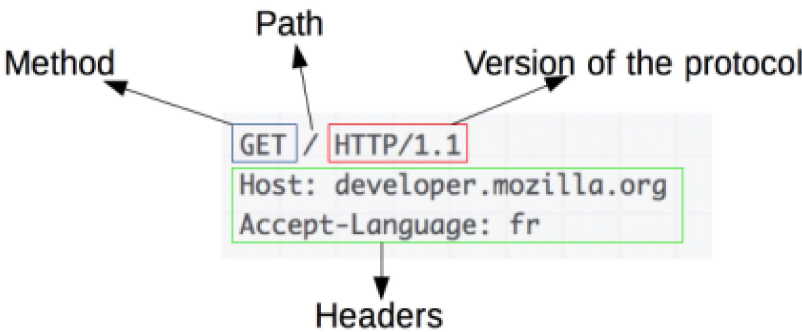 Path
Method
Version of the protocol
GET / HTTP/1.1
Host: developer.mozilla.org
Accept-Language: fr
Headers